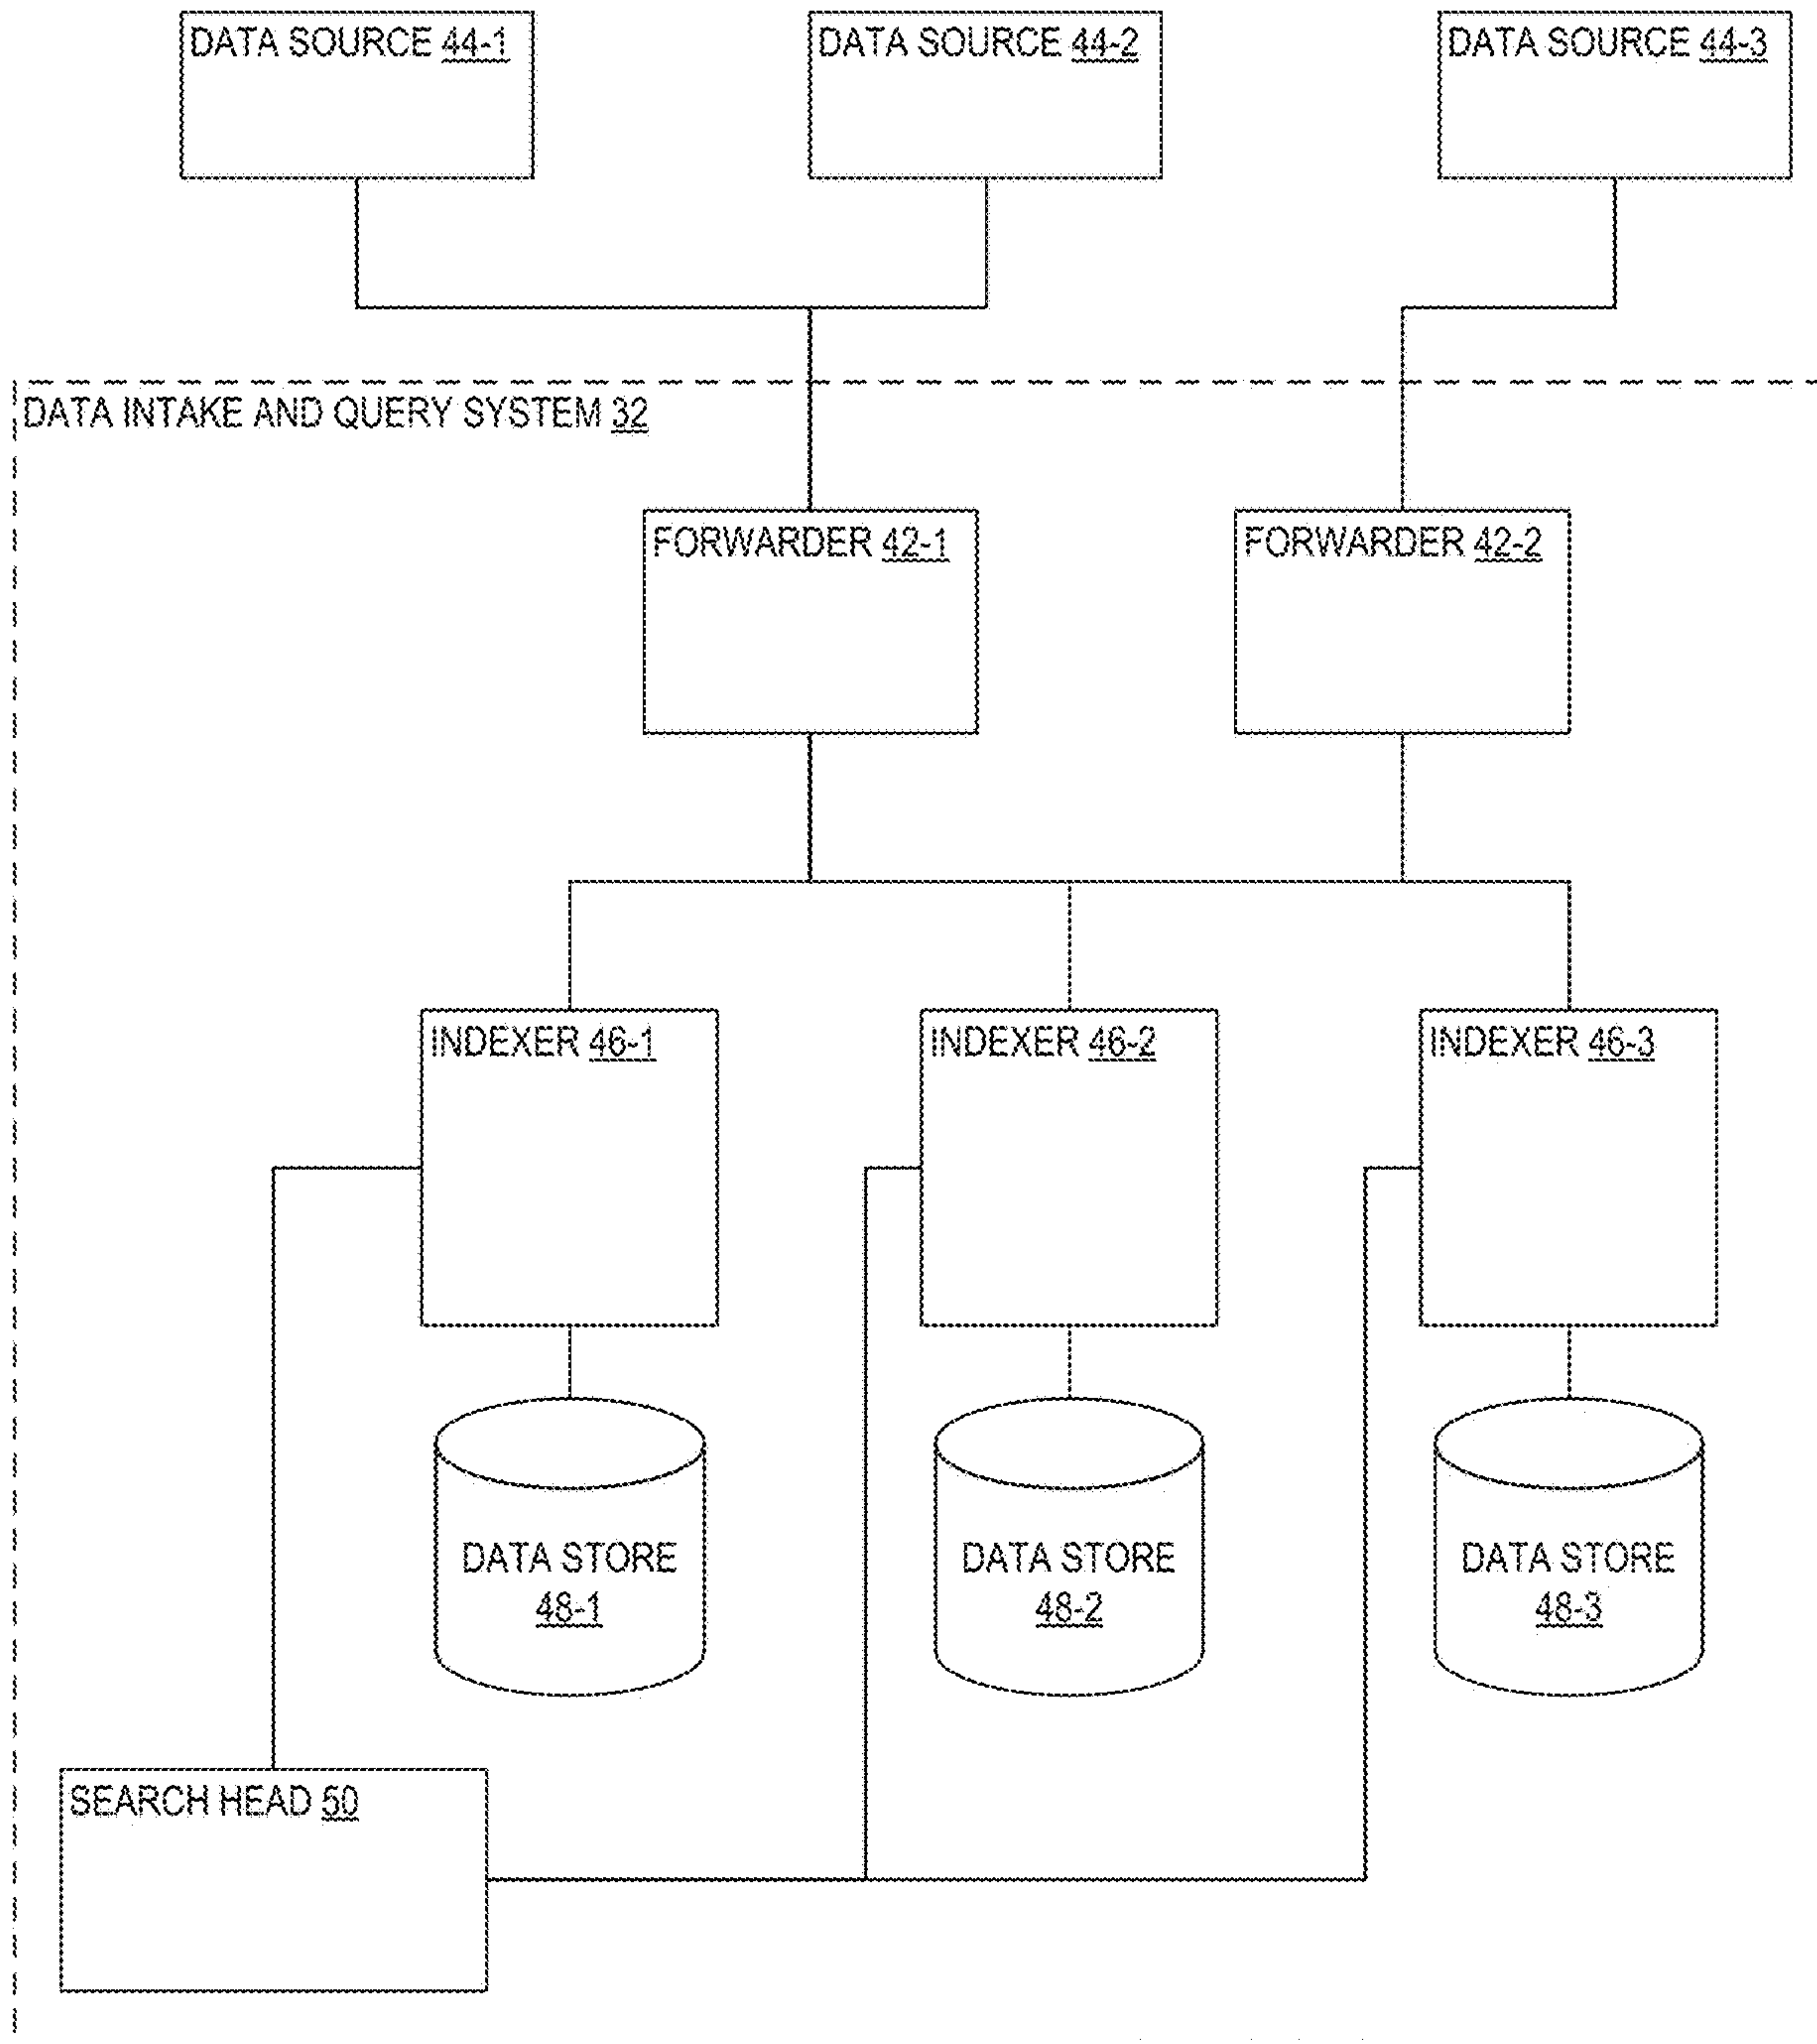 DATA SOURCE 44-1
DATA SOURCE 44-2
DATA SOURCE 44-3
DATA INTAKE AND QUERY SYSTEM 32
FORWARDER 42-1
FORWARDER 42-2
INDEXER 46-1
INDEXER 46-2
INDEXER 46-3
DATA STORE
48-1
DATA STORE
48-2
DATA STORE
48-3
SEARCH HEAD 50